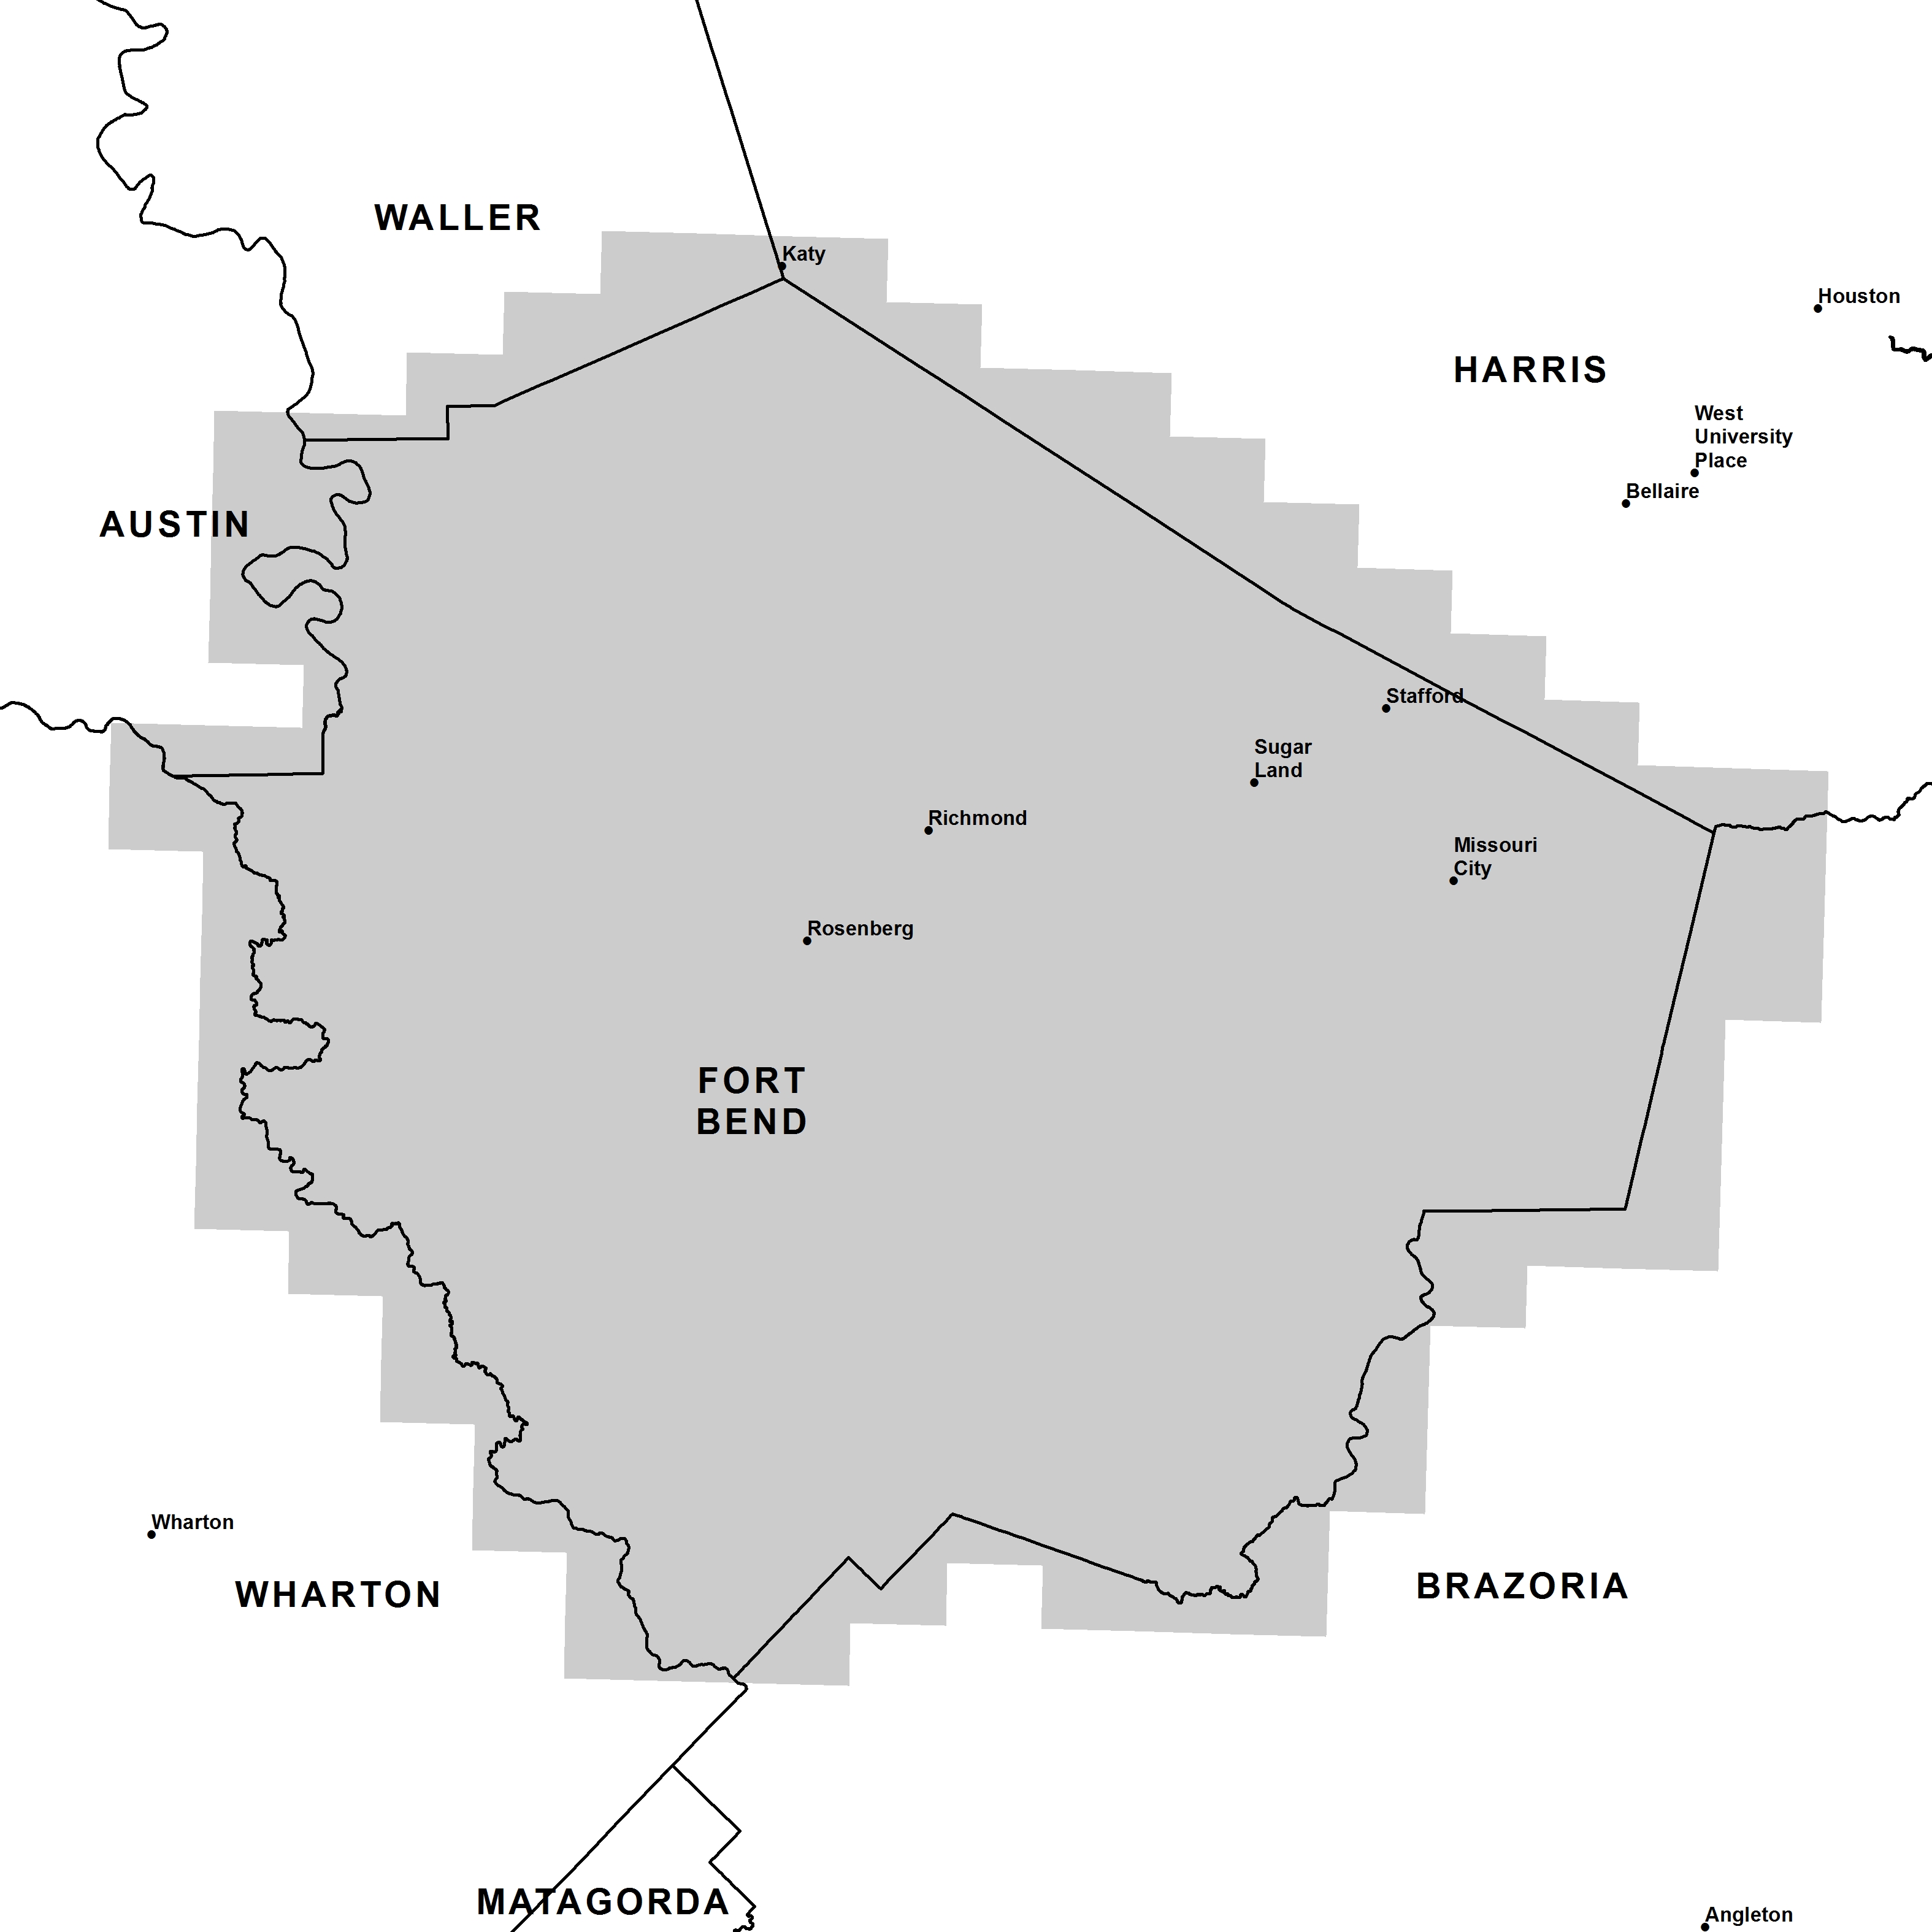 WALLER
Katy
Houston
HARRIS
West
University
Place
Bellaire
AUSTIN
Stafford
Sugar
Land
Richmond
Missouri
City
Rosenberg
FORT
BEND
Wharton
WHARTON
BRAZORIA
MATAGORDA
Angleton